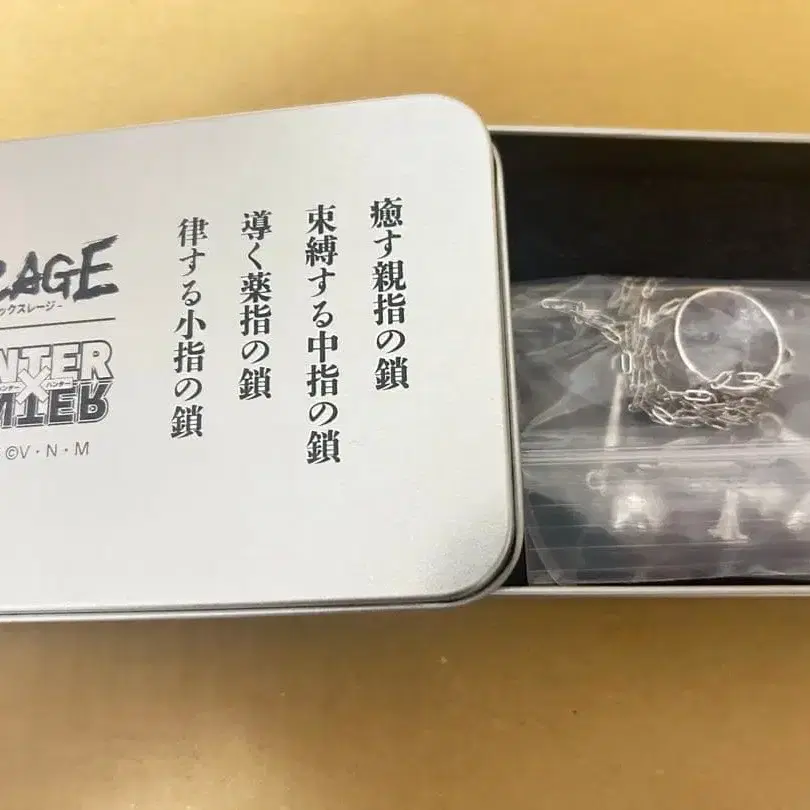 癒す親指の鎖
束縛する中指の鎖
導く薬指の鎖
律する小指の鎖
RAGE
ックスレージ-
NTER
×
ハンター
ハンター
NTER
©V・N・M